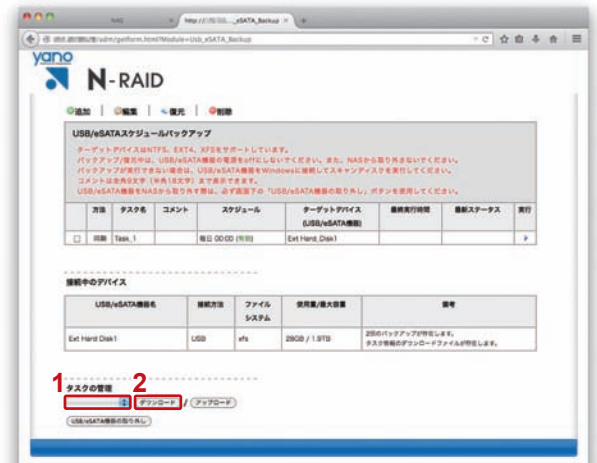 NAS
http://
_eSATA_Backup
/adm/getform.html?Module=Usb_eSATA_Backup
yano
N-RAID
追加 | 編集 | 復元 | 削除
USB/eSATAスケジュールバックアップ
ターゲットデバイスはNTFS、EXT4、XFSをサポートしています。
バックアップ/復元中は、USB/eSATA機器の電源をoffにしないでください。また、NASから取り外さないでください。
バックアップが実行できない場合は、USB/eSATA機器をWindowsに接続してスキャンディスクを実行してください。
コメントは全角9文字（半角18文字）まで表示できます。
USB/eSATA機器をNASから取り外す際は、必ず画面下の「USB/eSATA機器の取り外し」ボタンを使用してください。
方法 タスク名 コメント スケジュール ターゲットデバイス 最終実行時間 最新ステータス 実行
(USB/eSATA機器)
同期 Task_1 毎日 00:00 (有効) Ext Hard_Disk1
接続中のデバイス
USB/eSATA機器名 接続方法 ファイル 使用量/最大容量 備考
システム
Ext Hard Disk1 USB xfs 28GB / 1.9TB 2回のバックアップが存在します。
タスク情報のダウンロードファイルが存在します。
タスクの管理
1 2
ダウンロード / アップロード
USB/eSATA機器の取り外し